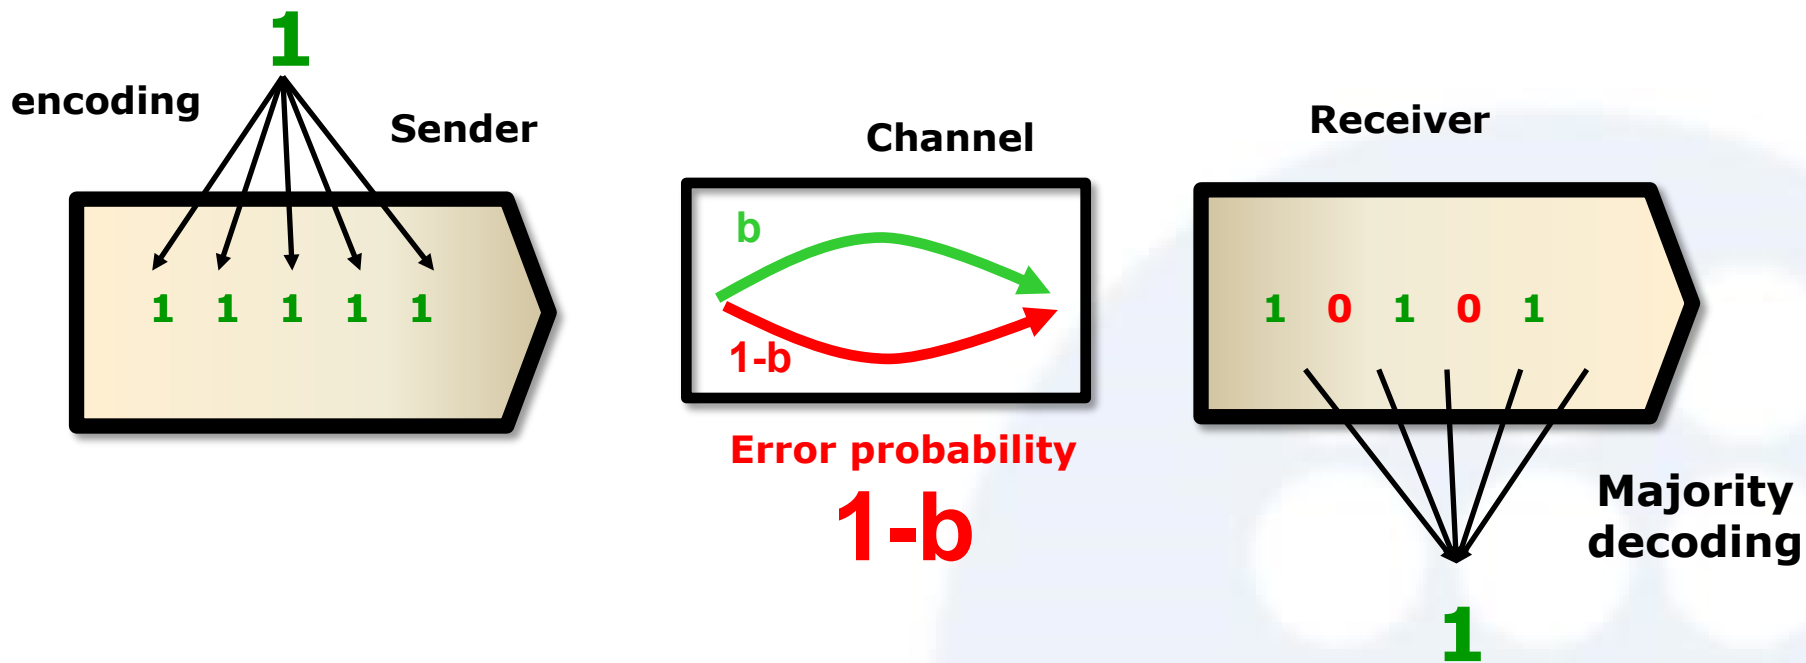 1
encoding
Sender
1 1 1 1 1
Channel
b
1-b
Error probability
1-b
Receiver
1 0 1 0 1
Majority
decoding
1